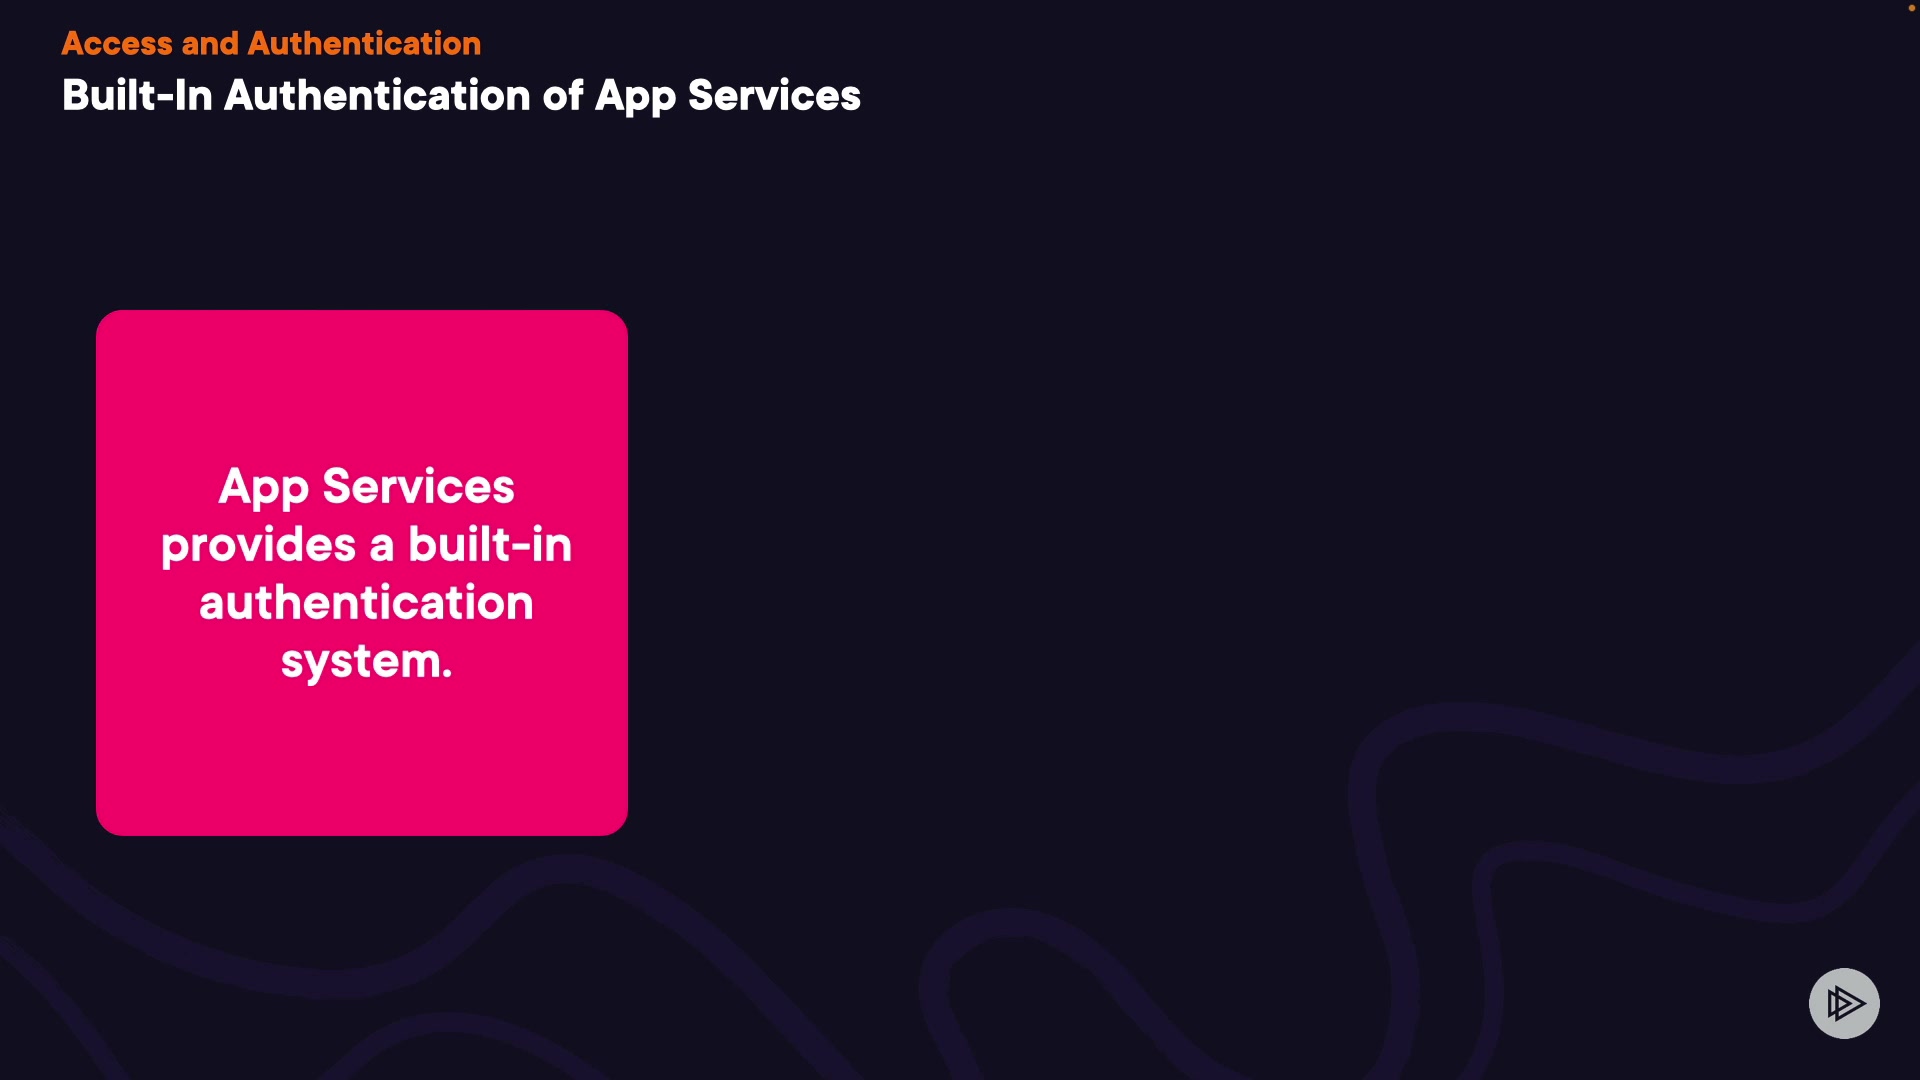 Access and Authentication
Built-In Authentication of App Services
App Services
provides a built-in
authentication
system.